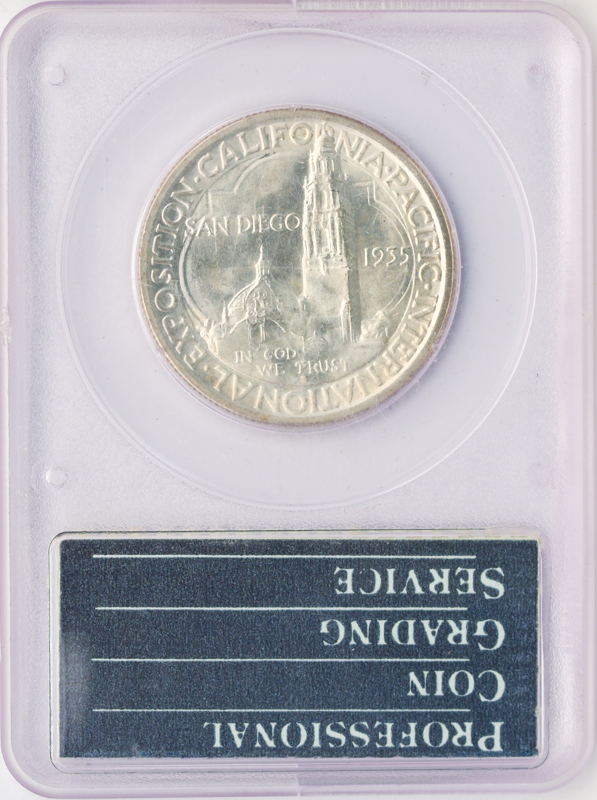 CALIFORNIA·PACIFIC·INTERNATIONAL·EXPOSITION·
SAN DIEGO
1935
IN GOD
WE TRUST
PROFESSIONAL
COIN
GRADING
SERVICE